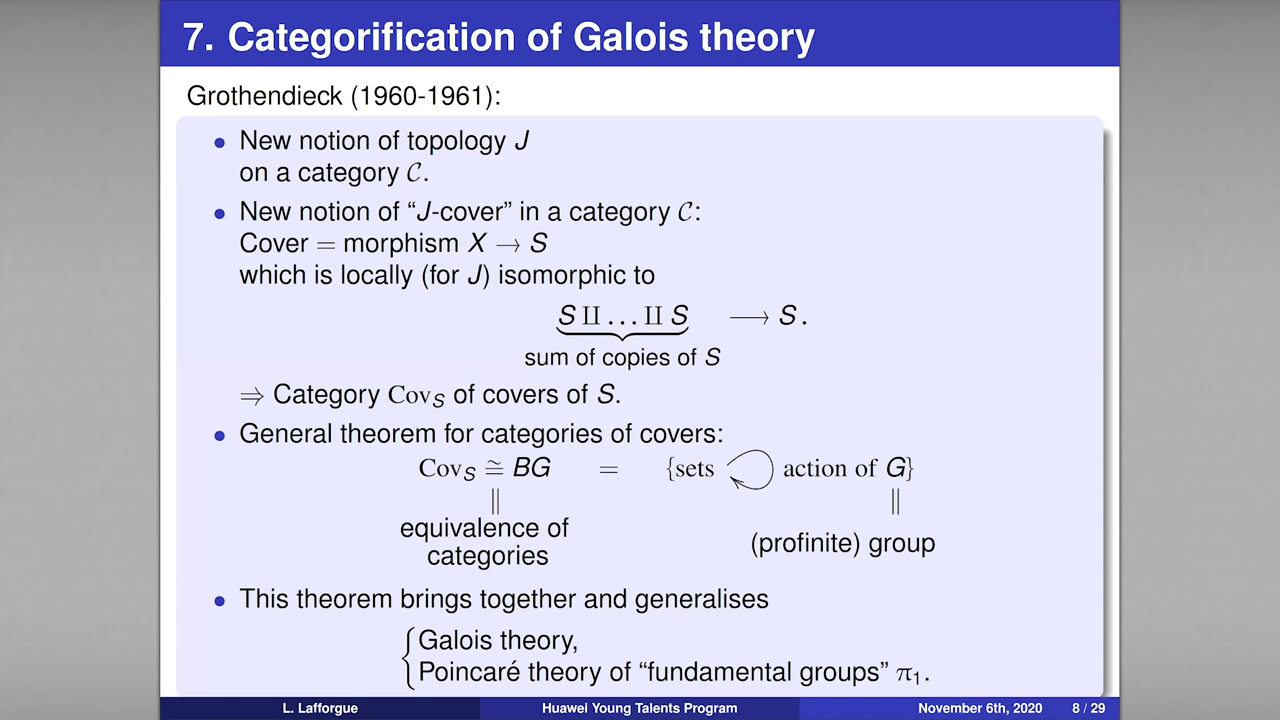 7. Categorification of Galois theory
Grothendieck (1960-1961):
• New notion of topology J
on a category 𝒞.
• New notion of “J-cover” in a category 𝒞:
Cover = morphism X → S
which is locally (for J) isomorphic to
S ∐ … ∐ S ⟶ S.
sum of copies of S
⇒ Category Cov_S of covers of S.
• General theorem for categories of covers:
Cov_S ≅ BG = {sets action of G}
∥ ∥
equivalence of
categories
(profinite) group
• This theorem brings together and generalises
{ Galois theory,
Poincaré theory of “fundamental groups” π₁.
L. Lafforgue Huawei Young Talents Program November 6th, 2020 8 / 29